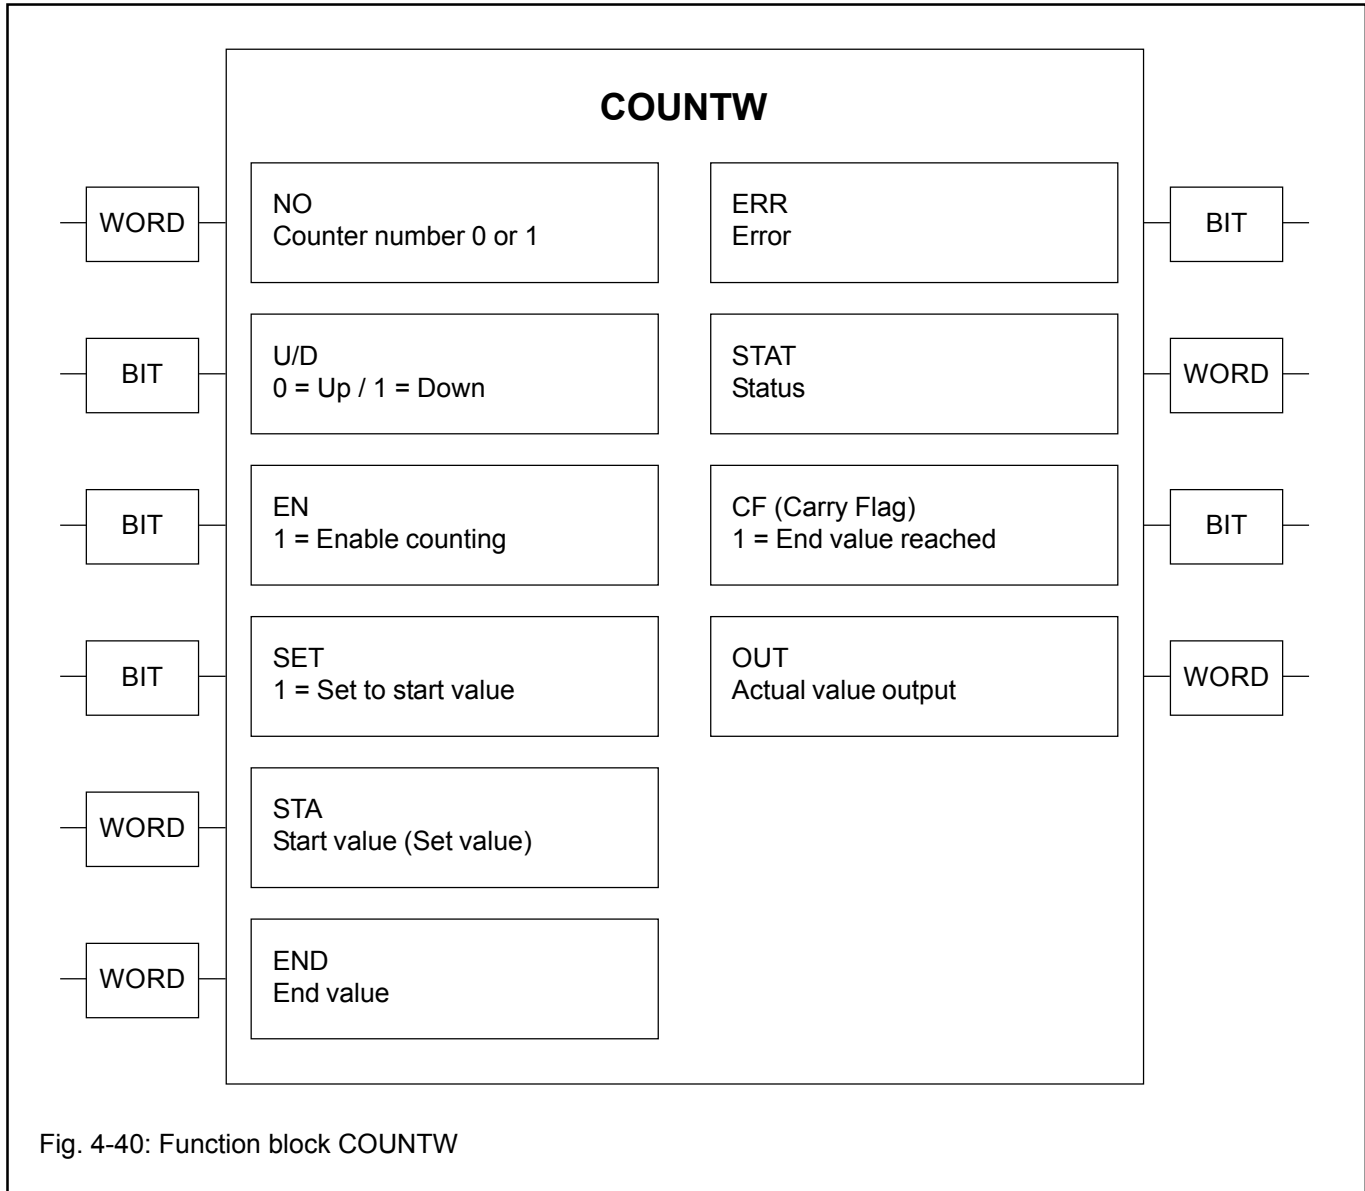 COUNTW
WORD
NO
Counter number 0 or 1
ERR
Error
BIT
BIT
U/D
0 = Up / 1 = Down
STAT
Status
WORD
BIT
EN
1 = Enable counting
CF (Carry Flag)
1 = End value reached
BIT
BIT
SET
1 = Set to start value
OUT
Actual value output
WORD
WORD
STA
Start value (Set value)
WORD
END
End value
Fig. 4-40: Function block COUNTW